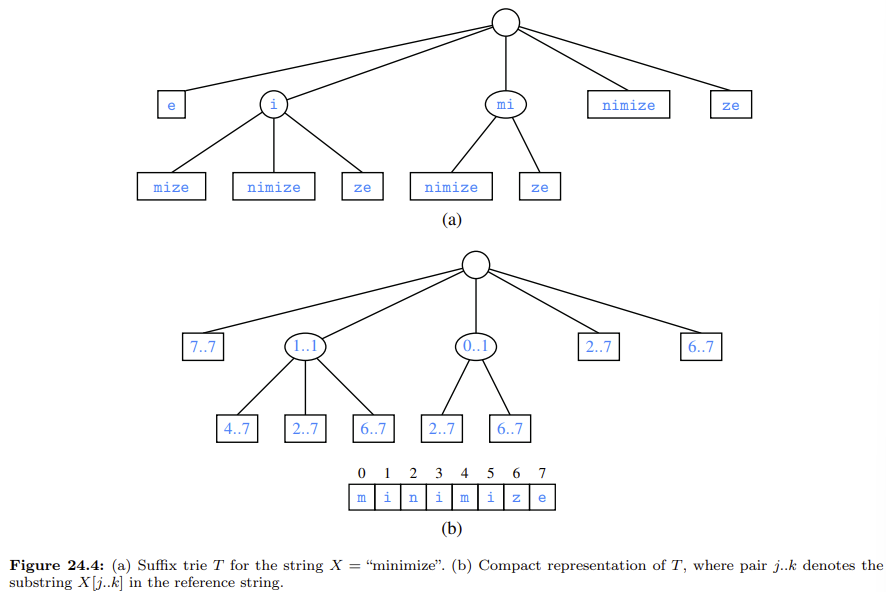 e i mi nimize ze
mize nimize ze nimize ze
(a)
7..7 1..1 0..1 2..7 6..7
4..7 2..7 6..7 2..7 6..7
0 1 2 3 4 5 6 7
m i n i m i z e
(b)
Figure 24.4: (a) Suffix trie T for the string X = “minimize”. (b) Compact representation of T, where pair j..k denotes the
substring X[j..k] in the reference string.